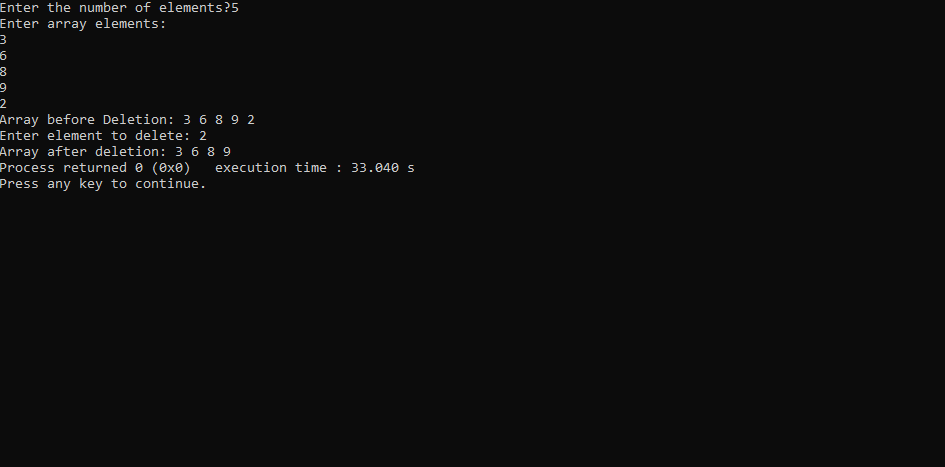 Enter the number of elements?5
Enter array elements:
3
6
8
9
2
Array before Deletion: 3 6 8 9 2
Enter element to delete: 2
Array after deletion: 3 6 8 9
Process returned 0 (0x0)   execution time : 33.040 s
Press any key to continue.